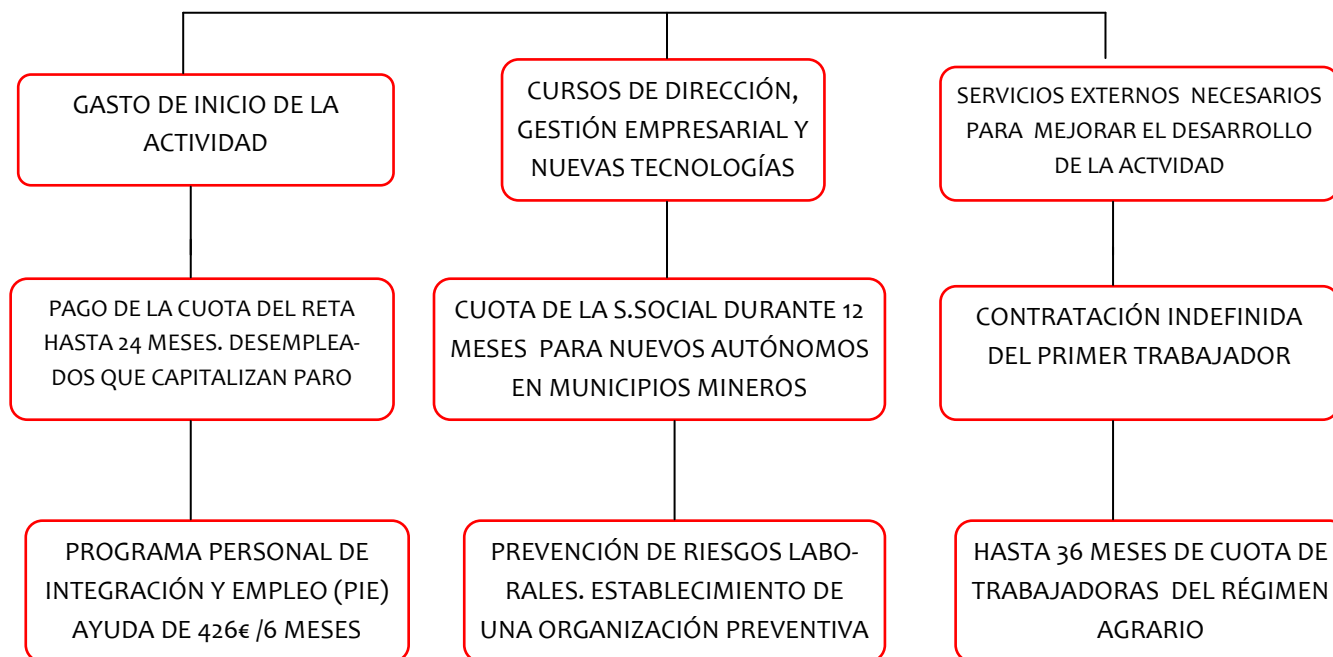 GASTO DE INICIO DE LA
ACTIVIDAD
CURSOS DE DIRECCIÓN,
GESTIÓN EMPRESARIAL Y
NUEVAS TECNOLOGÍAS
SERVICIOS EXTERNOS NECESARIOS
PARA MEJORAR EL DESARROLLO
DE LA ACTVIDAD
PAGO DE LA CUOTA DEL RETA
HASTA 24 MESES. DESEMPLEA-
DOS QUE CAPITALIZAN PARO
CUOTA DE LA S.SOCIAL DURANTE 12
MESES PARA NUEVOS AUTÓNOMOS
EN MUNICIPIOS MINEROS
CONTRATACIÓN INDEFINIDA
DEL PRIMER TRABAJADOR
PROGRAMA PERSONAL DE
INTEGRACIÓN Y EMPLEO (PIE)
AYUDA DE 426€ /6 MESES
PREVENCIÓN DE RIESGOS LABO-
RALES. ESTABLECIMIENTO DE
UNA ORGANIZACIÓN PREVENTIVA
HASTA 36 MESES DE CUOTA DE
TRABAJADORAS DEL RÉGIMEN
AGRARIO